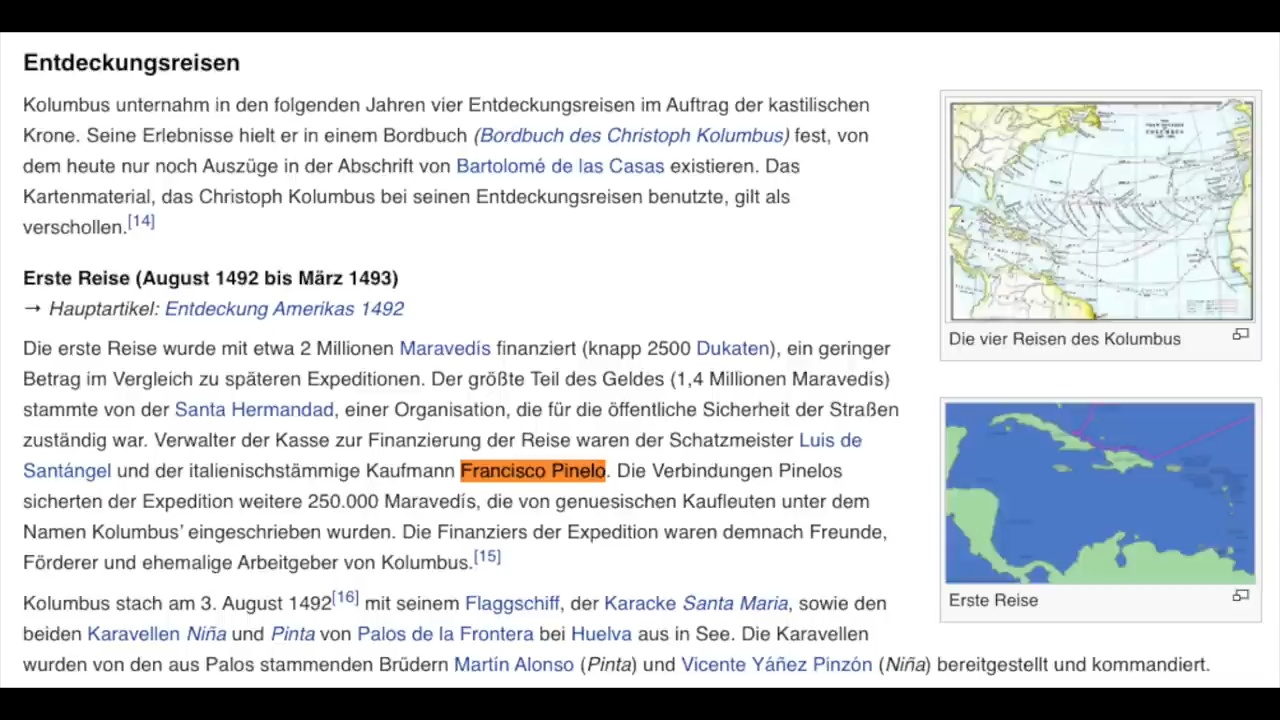 Entdeckungsreisen
Kolumbus unternahm in den folgenden Jahren vier Entdeckungsreisen im Auftrag der kastilischen
Krone. Seine Erlebnisse hielt er in einem Bordbuch (Bordbuch des Christoph Kolumbus) fest, von
dem heute nur noch Auszüge in der Abschrift von Bartolomé de las Casas existieren. Das
Kartenmaterial, das Christoph Kolumbus bei seinen Entdeckungsreisen benutzte, gilt als
verschollen.[14]
Erste Reise (August 1492 bis März 1493)
→ Hauptartikel: Entdeckung Amerikas 1492
Die erste Reise wurde mit etwa 2 Millionen Maravedís finanziert (knapp 2500 Dukaten), ein geringer
Betrag im Vergleich zu späteren Expeditionen. Der größte Teil des Geldes (1,4 Millionen Maravedís)
stammte von der Santa Hermandad, einer Organisation, die für die öffentliche Sicherheit der Straßen
zuständig war. Verwalter der Kasse zur Finanzierung der Reise waren der Schatzmeister Luis de
Santángel und der italienischstämmige Kaufmann Francisco Pinelo. Die Verbindungen Pinelos
sicherten der Expedition weitere 250.000 Maravedís, die von genuesischen Kaufleuten unter dem
Namen Kolumbus’ eingeschrieben wurden. Die Finanziers der Expedition waren demnach Freunde,
Förderer und ehemalige Arbeitgeber von Kolumbus.[15]
Kolumbus stach am 3. August 1492[16] mit seinem Flaggschiff, der Karacke Santa Maria, sowie den
beiden Karavellen Niña und Pinta von Palos de la Frontera bei Huelva aus in See. Die Karavellen
wurden von den aus Palos stammenden Brüdern Martín Alonso (Pinta) und Vicente Yáñez Pinzón (Niña) bereitgestellt und kommandiert.
Die vier Reisen des Kolumbus
Erste Reise